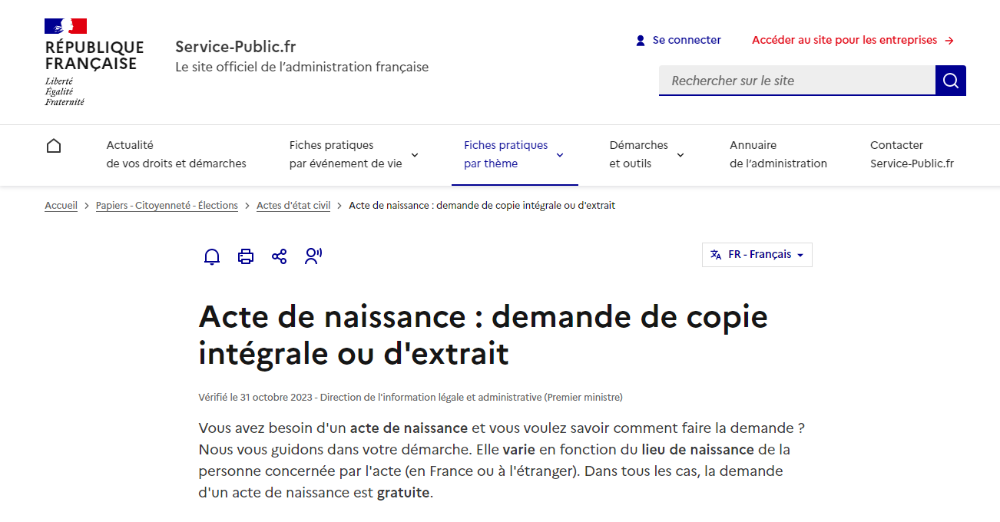 RÉPUBLIQUE
FRANÇAISE
Liberté
Égalité
Fraternité
Service-Public.fr
Le site officiel de l’administration française
Se connecter
Accéder au site pour les entreprises
Rechercher sur le site
Actualité
de vos droits et démarches
Fiches pratiques
par événement de vie
Fiches pratiques
par thème
Démarches
et outils
Annuaire
de l’administration
Contacter
Service-Public.fr
Accueil > Papiers - Citoyenneté - Élections > Actes d'état civil > Acte de naissance : demande de copie intégrale ou d'extrait
FR - Français
Acte de naissance : demande de copie
intégrale ou d'extrait
Vérifié le 31 octobre 2023 - Direction de l'information légale et administrative (Premier ministre)
Vous avez besoin d'un acte de naissance et vous voulez savoir comment faire la demande ?
Nous vous guidons dans votre démarche. Elle varie en fonction du lieu de naissance de la
personne concernée par l'acte (en France ou à l'étranger). Dans tous les cas, la demande
d'un acte de naissance est gratuite.